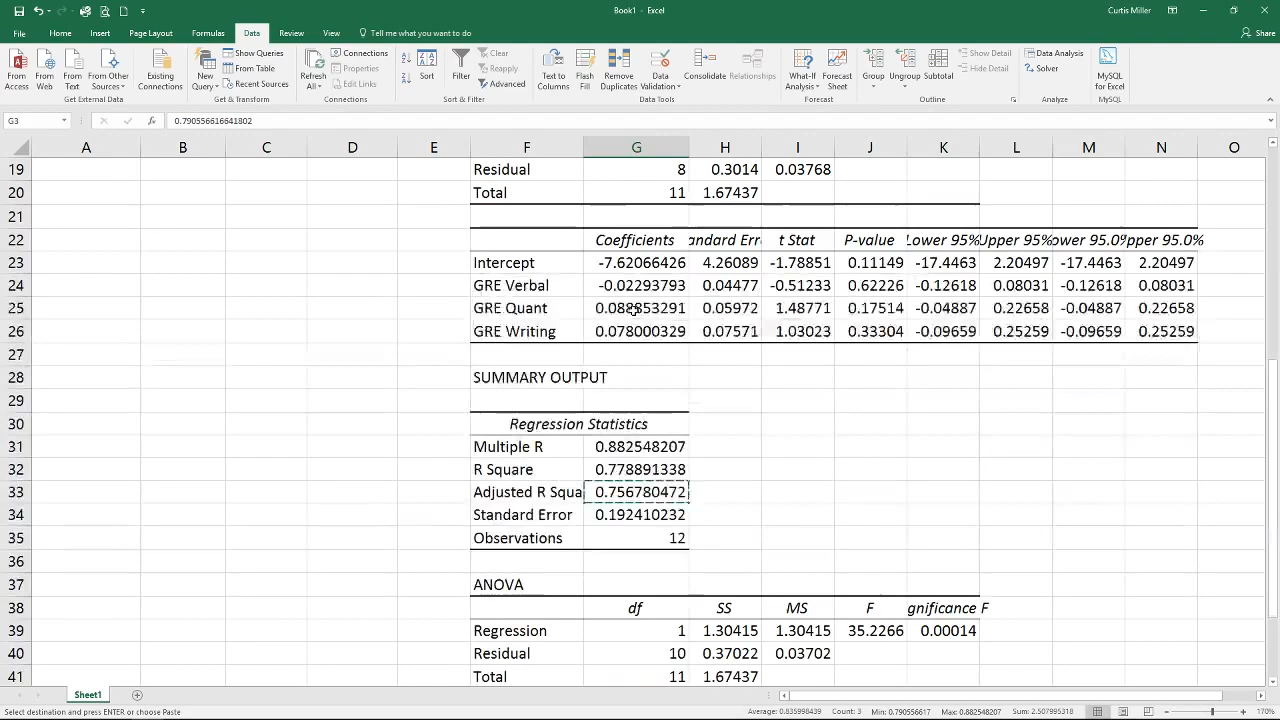 Book1 - Excel
Curtis Miller
File Home Insert Page Layout Formulas Data Review View Help Tell me what you want to do Share
From Access From Web From Text From Other Sources Existing Connections
Get External Data
New Query Show Queries From Table Recent Sources
Get & Transform
Refresh All Connections Properties Edit Links
Connections
Sort Filter Clear Reapply Advanced
Sort & Filter
Text to Columns Flash Fill Remove Duplicates Data Validation Consolidate Relationships
Data Tools
What-If Analysis Forecast Sheet
Forecast
Group Ungroup Subtotal Show Detail Hide Detail
Outline
Data Analysis Solver
Analyze
MySQL for Excel
MySQL
G3 fx 0.790556616641802
A B C D E F G H I J K L M N O
19 Residual 8 0.3014 0.03768
20 Total 11 1.67437
21
22 Coefficients andard Erro t Stat P-value Lower 95% Upper 95% ower 95.0% pper 95.0%
23 Intercept -7.62066426 4.26089 -1.78851 0.11149 -17.4463 2.20497 -17.4463 2.20497
24 GRE Verbal -0.02293793 0.04477 -0.51233 0.62226 -0.12618 0.08031 -0.12618 0.08031
25 GRE Quant 0.088853291 0.05972 1.48771 0.17514 -0.04887 0.22658 -0.04887 0.22658
26 GRE Writing 0.078000329 0.07571 1.03023 0.33304 -0.09659 0.25259 -0.09659 0.25259
27
28 SUMMARY OUTPUT
29
30 Regression Statistics
31 Multiple R 0.882548207
32 R Square 0.778891338
33 Adjusted R Squa 0.756780472
34 Standard Error 0.192410232
35 Observations 12
36
37 ANOVA
38 df SS MS F gnificance F
39 Regression 1 1.30415 1.30415 35.2266 0.00014
40 Residual 10 0.37022 0.03702
41 Total 11 1.67437
Sheet1
Select destination and press ENTER or choose Paste Average: 0.835998439 Count: 3 Min: 0.790556617 Max: 0.882548207 Sum: 2.507995318 170%